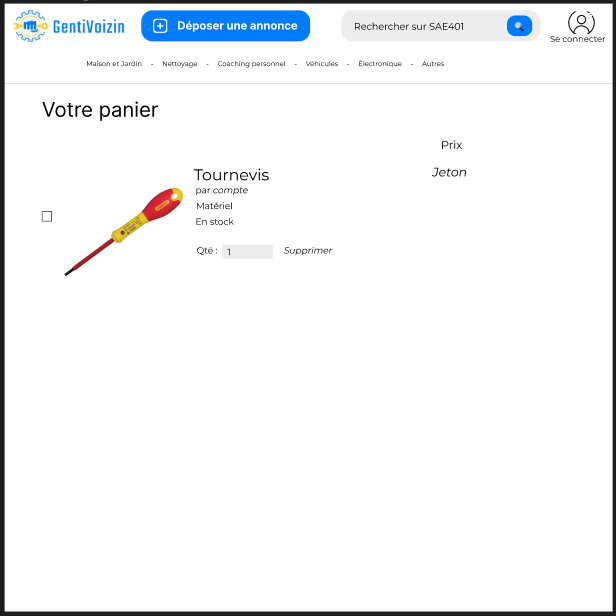 GentiVoizin
Déposer une annonce
Rechercher sur SAE401
Se connecter
Maison et Jardin - Nettoyage - Coaching personnel - Véhicules - Électronique - Autres
Votre panier
Prix
Tournevis
Jeton
par compte
Matériel
En stock
Qté : 1 Supprimer